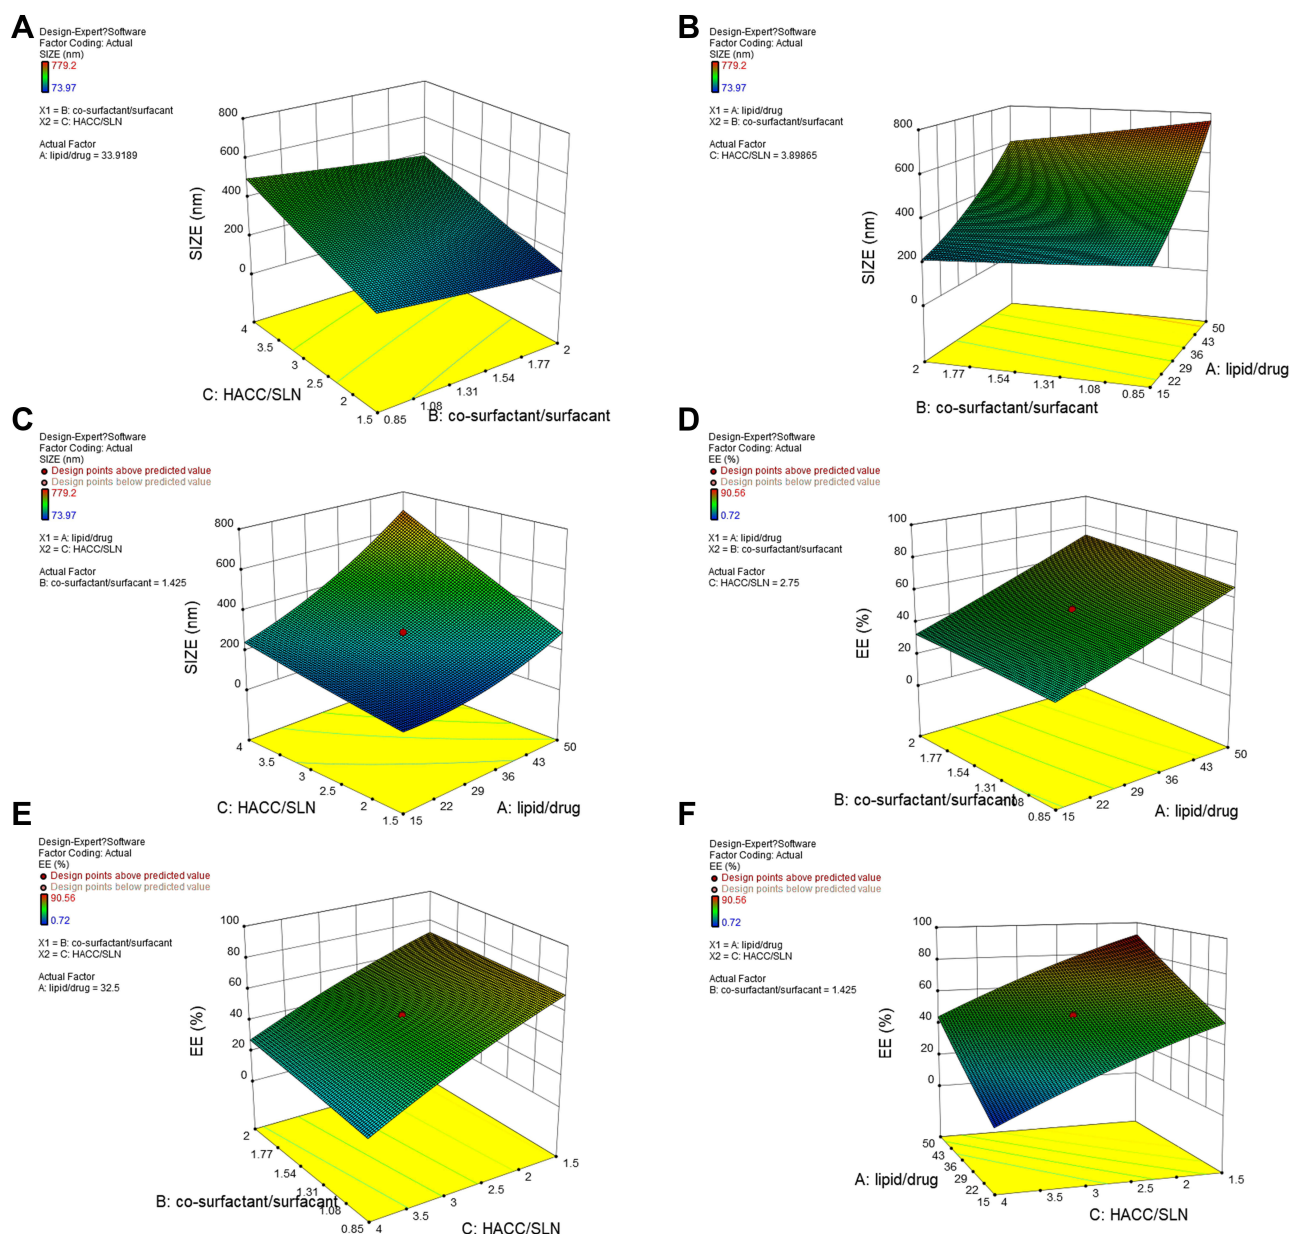 A
Design-Expert?Software
Factor Coding: Actual
SIZE (nm)
779.2
73.97
X1 = B: co-surfactant/surfacant
X2 = C: HACC/SLN
Actual Factor
A: lipid/drug = 33.9189
800
600
400
200
0
SIZE (nm)
4
3.5
3
2.5
2
1.5
C: HACC/SLN
0.85
1.08
1.31
1.54
1.77
2
B: co-surfactant/surfacant
B
Design-Expert?Software
Factor Coding: Actual
SIZE (nm)
779.2
73.97
X1 = A: lipid/drug
X2 = B: co-surfactant/surfacant
Actual Factor
C: HACC/SLN = 3.89865
800
600
400
200
0
SIZE (nm)
2
1.77
1.54
1.31
1.08
0.85
B: co-surfactant/surfacant
15
22
29
36
43
50
A: lipid/drug
C
Design-Expert?Software
Factor Coding: Actual
SIZE (nm)
Design points above predicted value
Design points below predicted value
779.2
73.97
X1 = A: lipid/drug
X2 = C: HACC/SLN
Actual Factor
B: co-surfactant/surfacant = 1.425
800
600
400
200
0
SIZE (nm)
4
3.5
3
2.5
2
1.5
C: HACC/SLN
15
22
29
36
43
50
A: lipid/drug
D
Design-Expert?Software
Factor Coding: Actual
EE (%)
Design points above predicted value
Design points below predicted value
90.56
0.72
X1 = A: lipid/drug
X2 = B: co-surfactant/surfacant
Actual Factor
C: HACC/SLN = 2.75
100
80
60
40
20
0
EE (%)
2
1.77
1.54
1.31
1.08
0.85
B: co-surfactant/surfacant
15
22
29
36
43
50
A: lipid/drug
E
Design-Expert?Software
Factor Coding: Actual
EE (%)
Design points above predicted value
Design points below predicted value
90.56
0.72
X1 = B: co-surfactant/surfacant
X2 = C: HACC/SLN
Actual Factor
A: lipid/drug = 32.5
100
80
60
40
20
0
EE (%)
2
1.77
1.54
1.31
1.08
0.85
B: co-surfactant/surfacant
4
3.5
3
2.5
2
1.5
C: HACC/SLN
F
Design-Expert?Software
Factor Coding: Actual
EE (%)
Design points above predicted value
Design points below predicted value
90.56
0.72
X1 = A: lipid/drug
X2 = C: HACC/SLN
Actual Factor
B: co-surfactant/surfacant = 1.425
100
80
60
40
20
0
EE (%)
50
43
36
29
22
15
A: lipid/drug
4
3.5
3
2.5
2
1.5
C: HACC/SLN